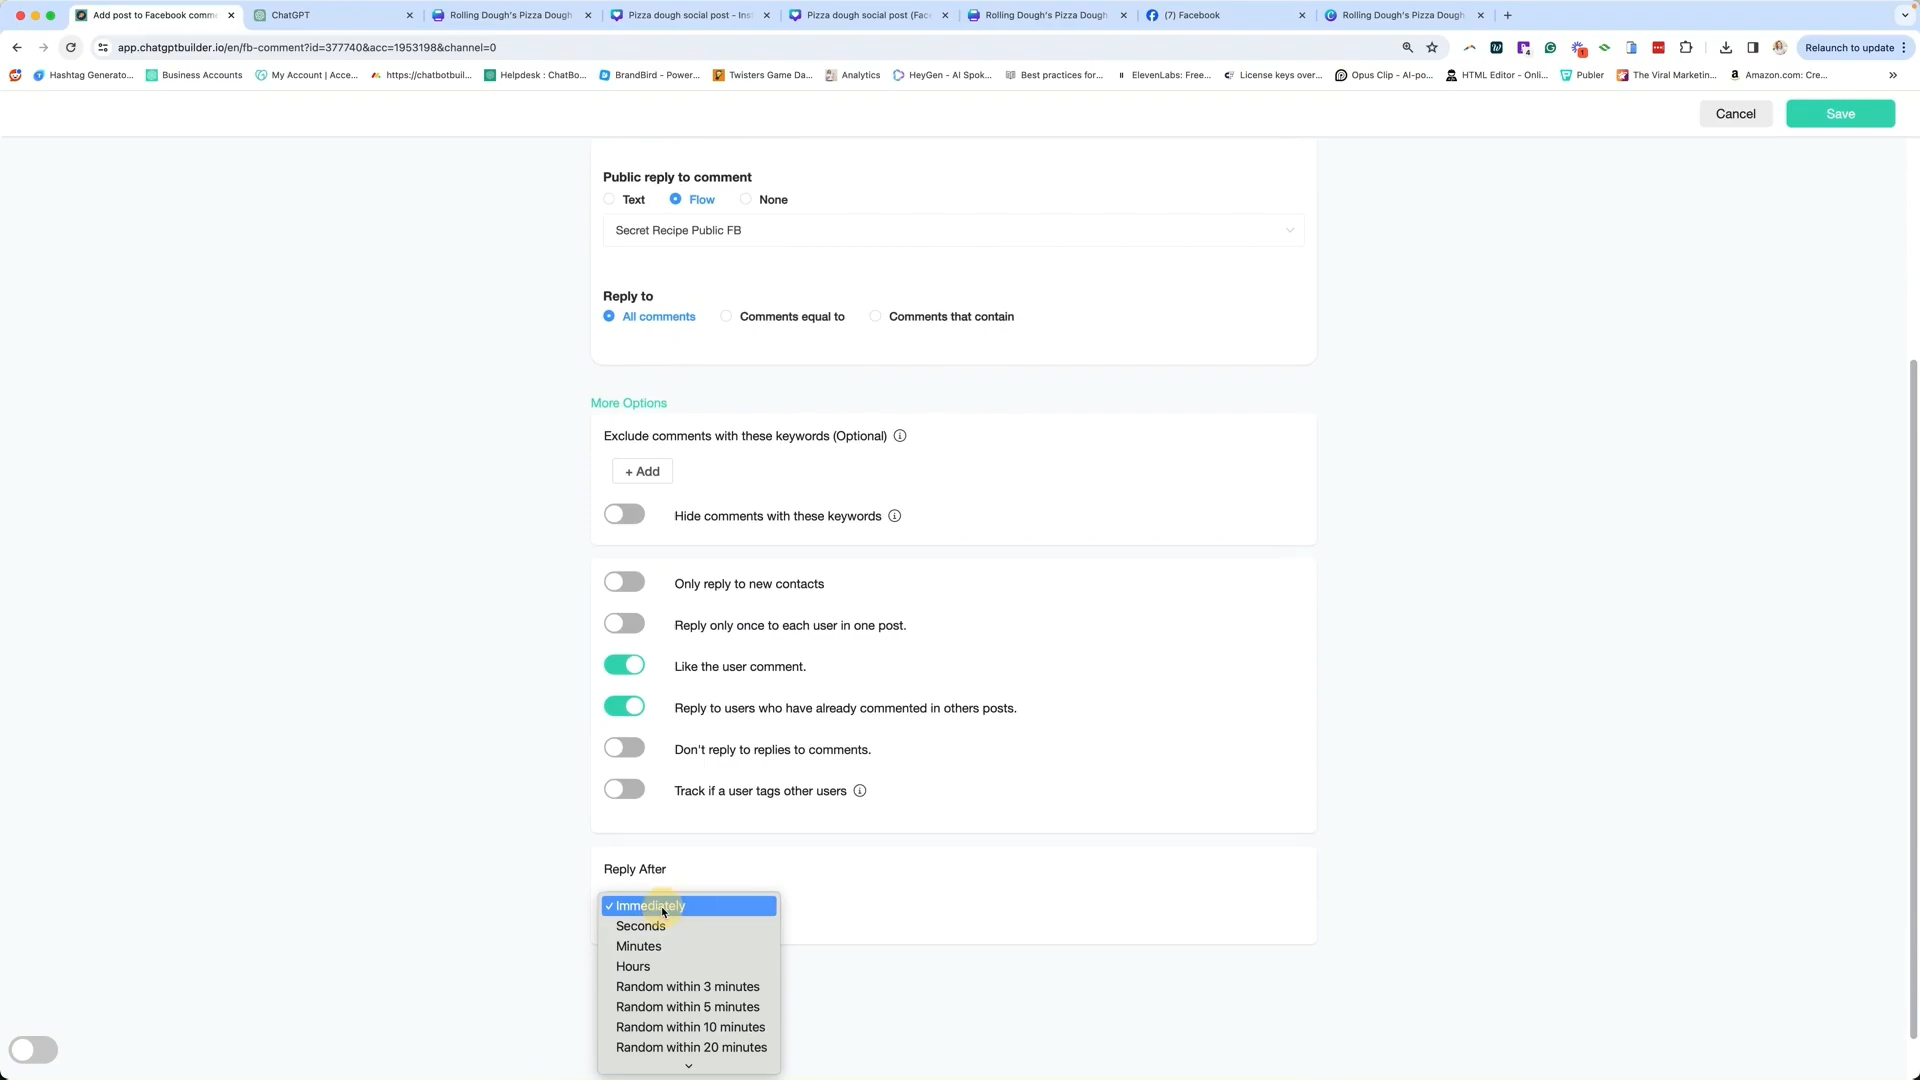 Add post to Facebook comme
ChatGPT
Rolling Dough's Pizza Dough
Pizza dough social post - Ins
Pizza dough social post (Fac
Rolling Dough's Pizza Dough
(7) Facebook
Rolling Dough's Pizza Dough
app.chatgptbuilder.io/en/fb-comment?id=377740&acc=1953198&channel=0
Relaunch to update
Hashtag Generato...
Business Accounts
My Account | Acce...
https://chatbotbuil...
Helpdesk : ChatBo...
BrandBird - Power...
Twisters Game Da...
Analytics
HeyGen - AI Spok...
Best practices for...
ElevenLabs: Free...
License keys over...
Opus Clip - AI-po...
HTML Editor - Onli...
Publer
The Viral Marketin...
Amazon.com: Cre...
Cancel
Save
Public reply to comment
Text
Flow
None
Secret Recipe Public FB
Reply to
All comments
Comments equal to
Comments that contain
More Options
Exclude comments with these keywords (Optional)
+ Add
Hide comments with these keywords
Only reply to new contacts
Reply only once to each user in one post.
Like the user comment.
Reply to users who have already commented in others posts.
Don't reply to replies to comments.
Track if a user tags other users
Reply After
✓ Immediately
Seconds
Minutes
Hours
Random within 3 minutes
Random within 5 minutes
Random within 10 minutes
Random within 20 minutes